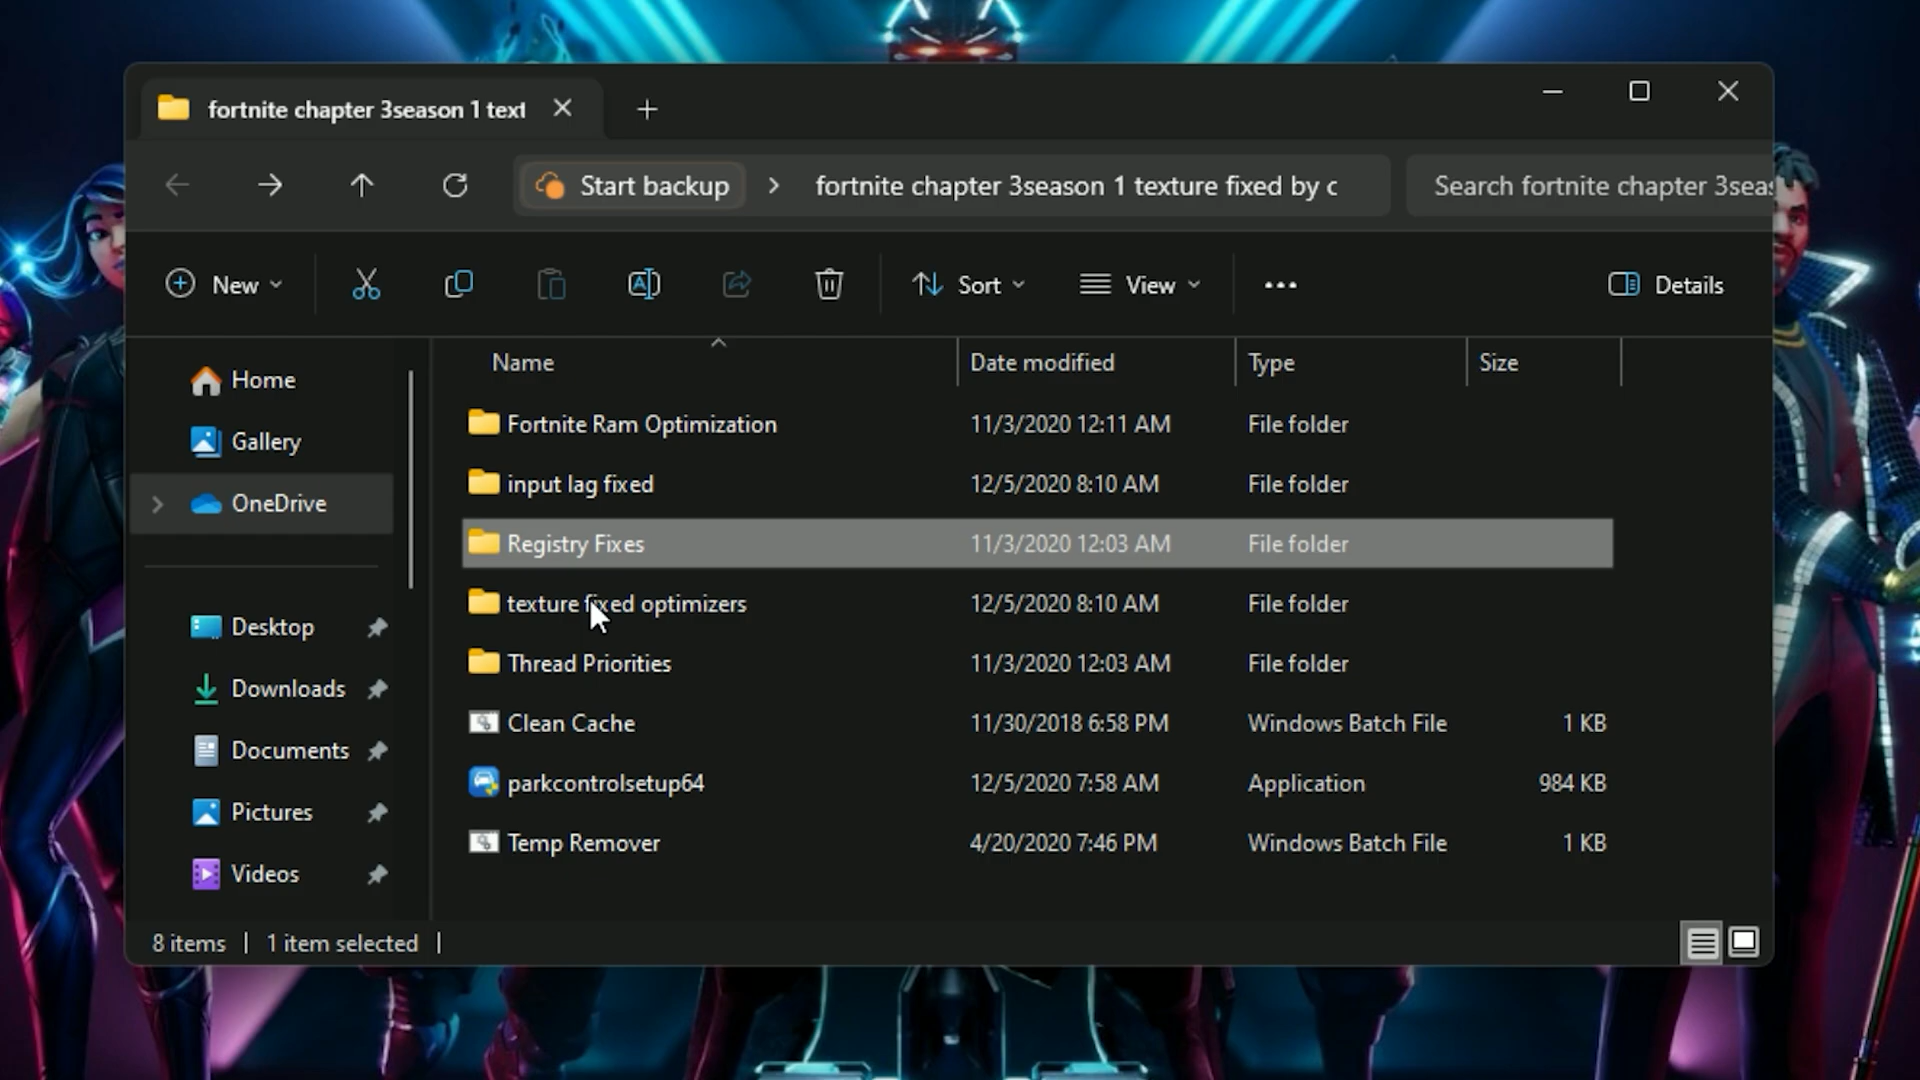 fortnite chapter 3season 1 text
Start backup > fortnite chapter 3season 1 texture fixed by c
Search fortnite chapter 3seas
New
Sort
View
Details
Home
Gallery
OneDrive
Desktop
Downloads
Documents
Pictures
Videos
Name Date modified Type Size
Fortnite Ram Optimization 11/3/2020 12:11 AM File folder
input lag fixed 12/5/2020 8:10 AM File folder
Registry Fixes 11/3/2020 12:03 AM File folder
texture fixed optimizers 12/5/2020 8:10 AM File folder
Thread Priorities 11/3/2020 12:03 AM File folder
Clean Cache 11/30/2018 6:58 PM Windows Batch File 1 KB
parkcontrolsetup64 12/5/2020 7:58 AM Application 984 KB
Temp Remover 4/20/2020 7:46 PM Windows Batch File 1 KB
8 items | 1 item selected |